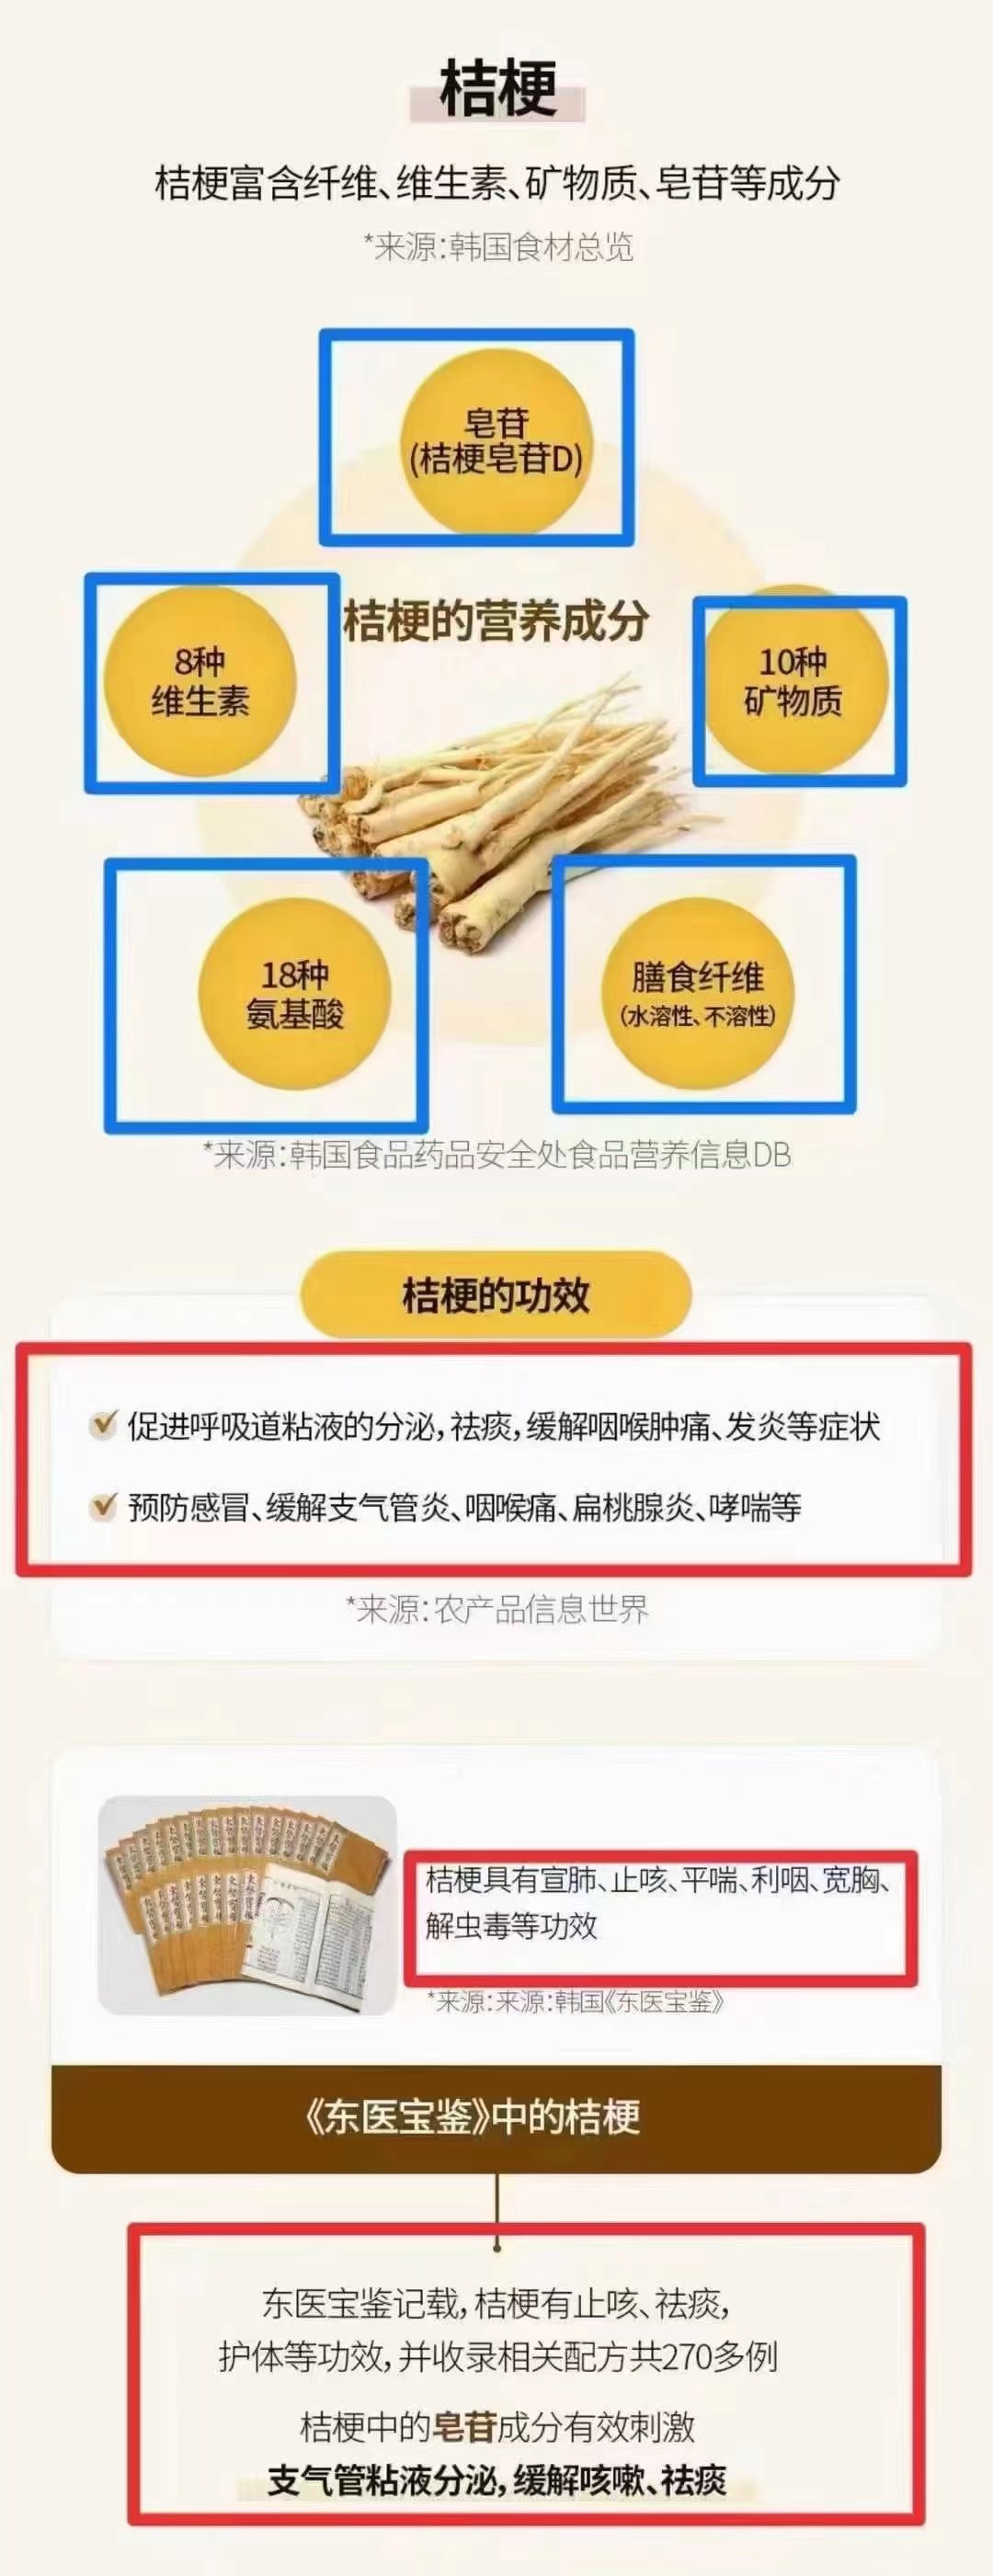 桔梗
桔梗富含纤维、维生素、矿物质、皂苷等成分
*来源:韩国食材总览
皂苷
(桔梗皂苷D)
桔梗的营养成分
8种
维生素
10种
矿物质
18种
氨基酸
膳食纤维
(水溶性、不溶性)
*来源:韩国食品药品安全处食品营养信息DB
桔梗的功效
促进呼吸道粘液的分泌,祛痰,缓解咽喉肿痛、发炎等症状
预防感冒、缓解支气管炎、咽喉痛、扁桃腺炎、哮喘等
*来源:农产品信息世界
桔梗具有宣肺、止咳、平喘、利咽、宽胸、
解虫毒等功效
*来源:来源:韩国《东医宝鉴》
《东医宝鉴》中的桔梗
东医宝鉴记载,桔梗有止咳、祛痰,
护体等功效,并收录相关配方共270多例
桔梗中的皂苷成分有效刺激
支气管粘液分泌,缓解咳嗽、祛痰